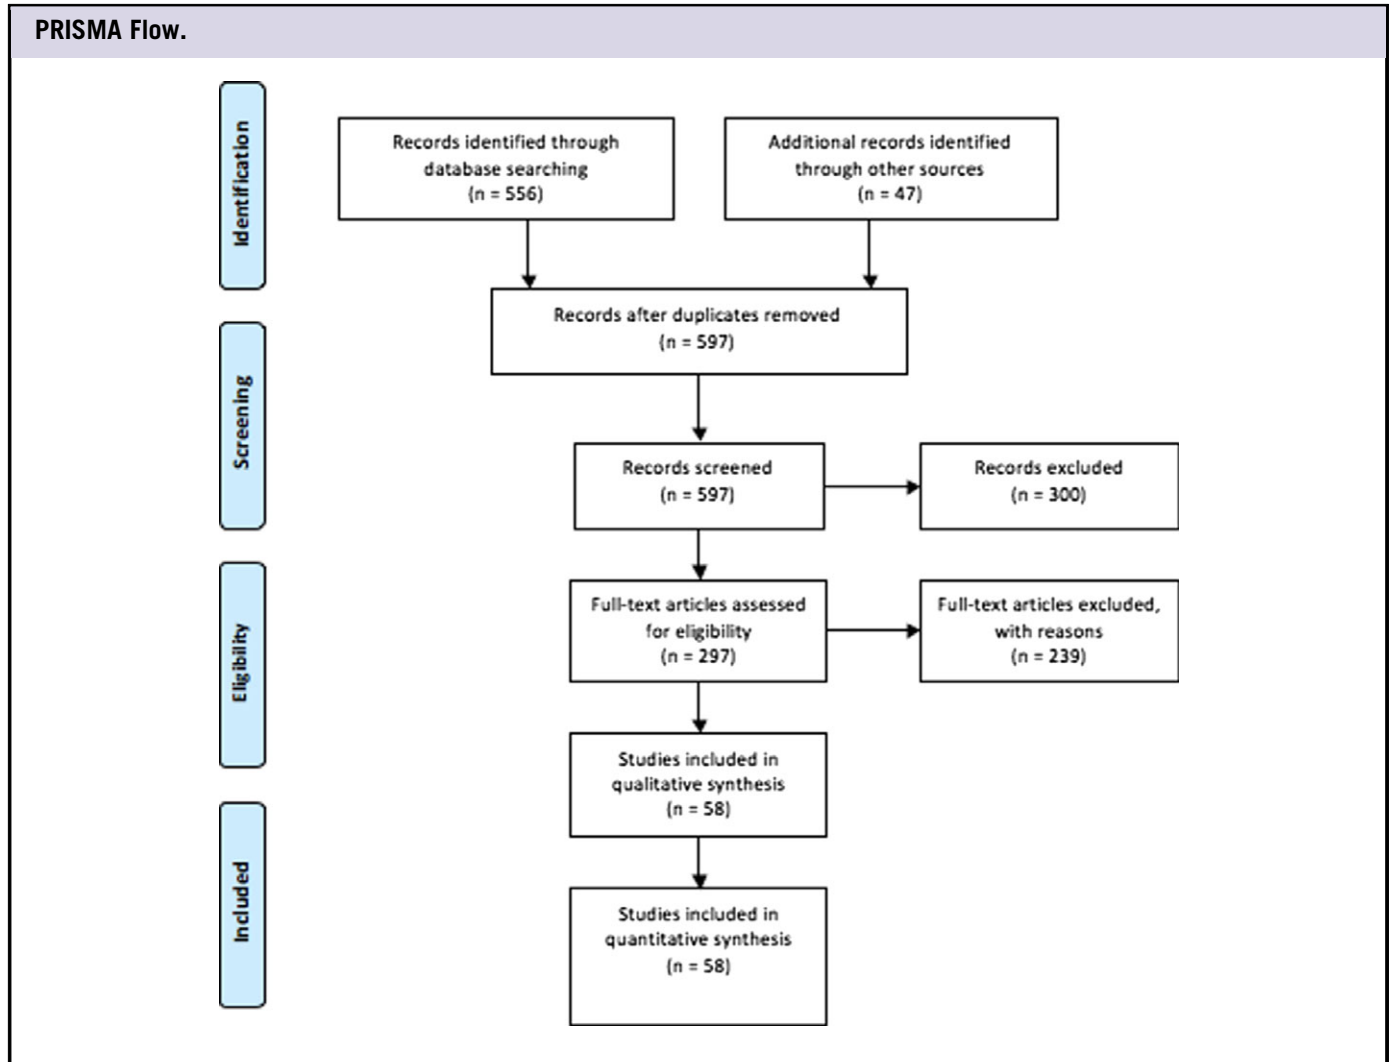 PRISMA Flow.
Identification
Records identified through
database searching
(n = 556)
Additional records identified
through other sources
(n = 47)
Records after duplicates removed
(n = 597)
Screening
Records screened
(n = 597)
Records excluded
(n = 300)
Eligibility
Full-text articles assessed
for eligibility
(n = 297)
Full-text articles excluded,
with reasons
(n = 239)
Studies included in
qualitative synthesis
(n = 58)
Included
Studies included in
quantitative synthesis
(n = 58)